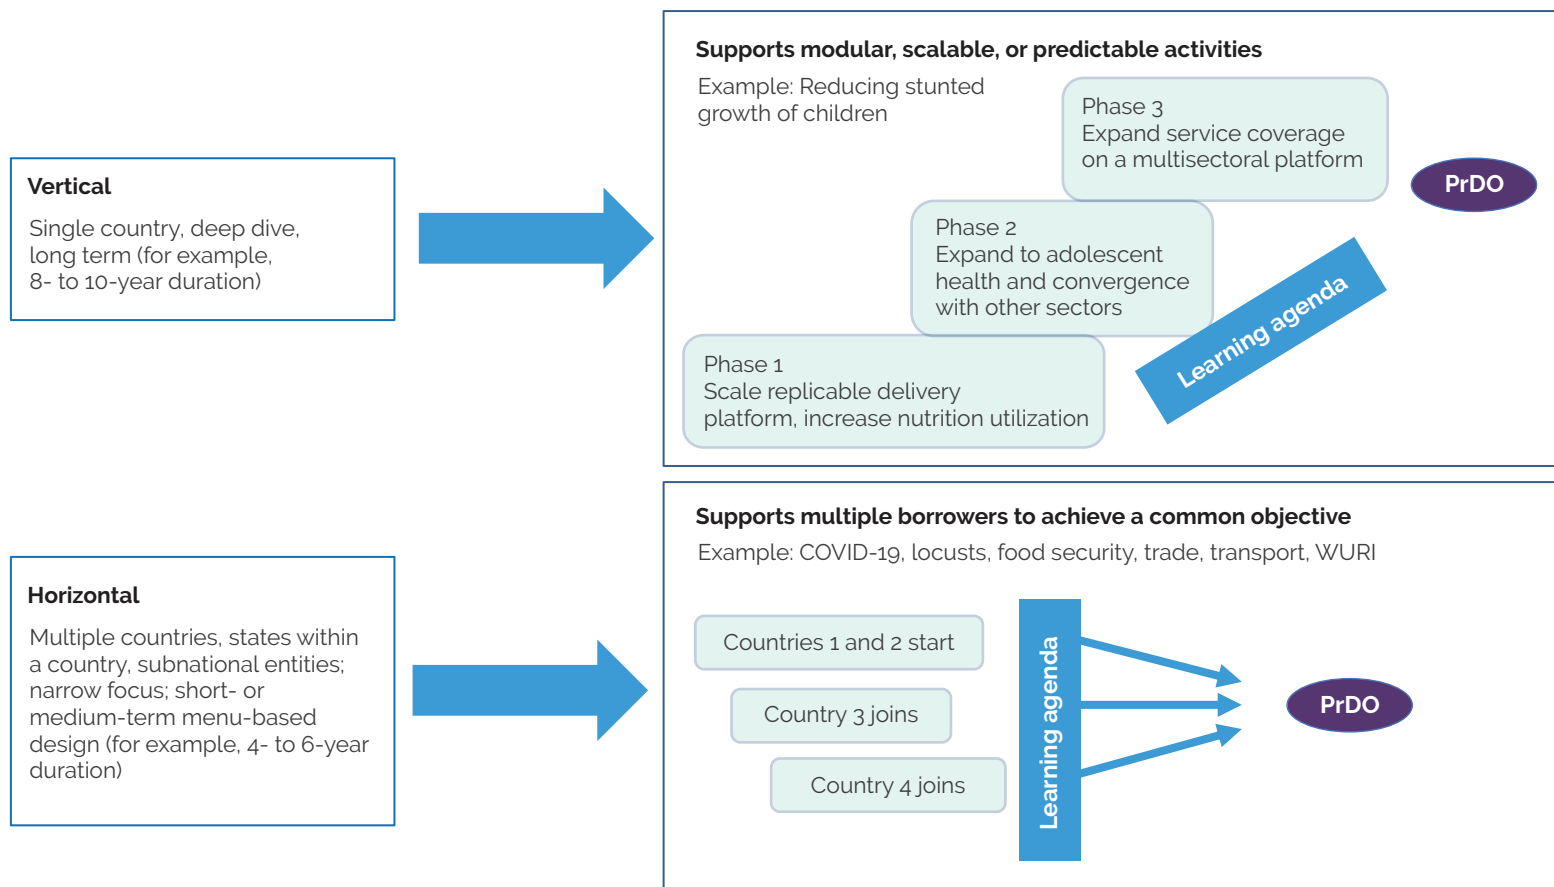 Vertical
Single country, deep dive,
long term (for example,
8- to 10-year duration)
Supports modular, scalable, or predictable activities
Example: Reducing stunted
growth of children
Phase 3
Expand service coverage
on a multisectoral platform
PrDO
Phase 2
Expand to adolescent
health and convergence
with other sectors
Learning agenda
Phase 1
Scale replicable delivery
platform, increase nutrition utilization
Horizontal
Multiple countries, states within
a country, subnational entities;
narrow focus; short- or
medium-term menu-based
design (for example, 4- to 6-year
duration)
Supports multiple borrowers to achieve a common objective
Example: COVID-19, locusts, food security, trade, transport, WURI
Countries 1 and 2 start
Country 3 joins
Country 4 joins
Learning agenda
PrDO